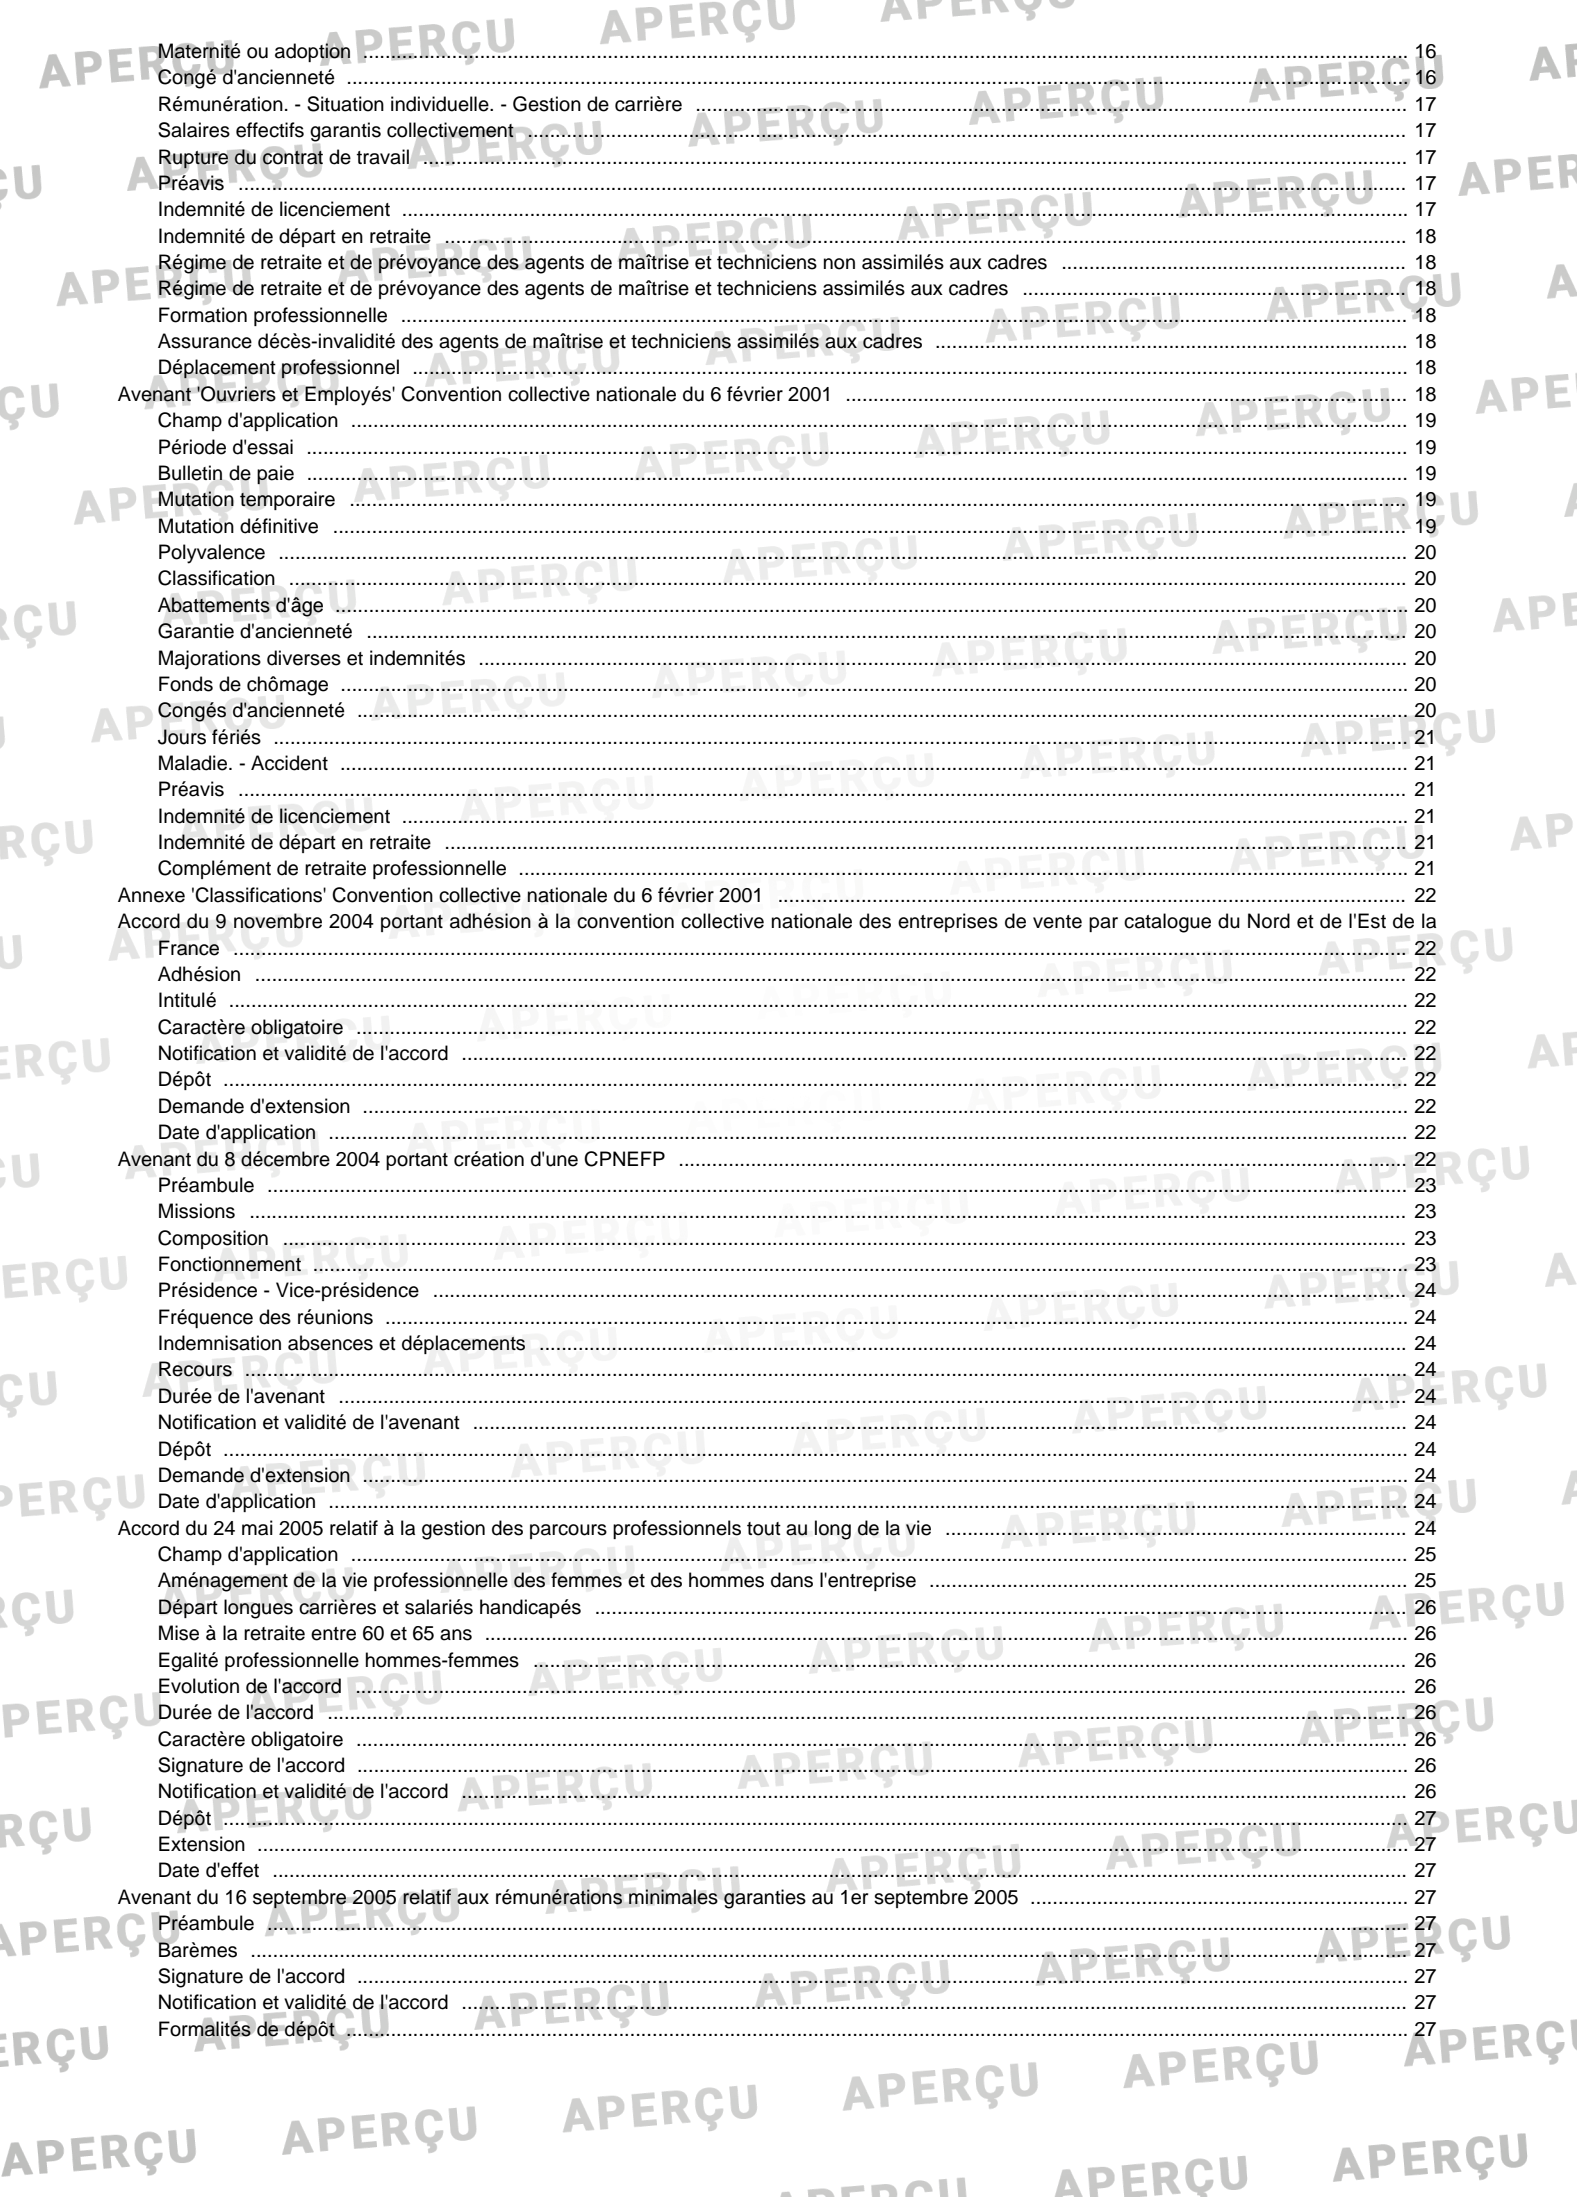 Maternité ou adoption ........ 16
Congé d'ancienneté ........ 16
Rémunération. - Situation individuelle. - Gestion de carrière ........ 17
Salaires effectifs garantis collectivement ........ 17
Rupture du contrat de travail ........ 17
Préavis ........ 17
Indemnité de licenciement ........ 17
Indemnité de départ en retraite ........ 18
Régime de retraite et de prévoyance des agents de maîtrise et techniciens non assimilés aux cadres ........ 18
Régime de retraite et de prévoyance des agents de maîtrise et techniciens assimilés aux cadres ........ 18
Formation professionnelle ........ 18
Assurance décès-invalidité des agents de maîtrise et techniciens assimilés aux cadres ........ 18
Déplacement professionnel ........ 18
Avenant 'Ouvriers et Employés' Convention collective nationale du 6 février 2001 ........ 18
Champ d'application ........ 19
Période d'essai ........ 19
Bulletin de paie ........ 19
Mutation temporaire ........ 19
Mutation définitive ........ 19
Polyvalence ........ 20
Classification ........ 20
Abattements d'âge ........ 20
Garantie d'ancienneté ........ 20
Majorations diverses et indemnités ........ 20
Fonds de chômage ........ 20
Congés d'ancienneté ........ 20
Jours fériés ........ 21
Maladie. - Accident ........ 21
Préavis ........ 21
Indemnité de licenciement ........ 21
Indemnité de départ en retraite ........ 21
Complément de retraite professionnelle ........ 21
Annexe 'Classifications' Convention collective nationale du 6 février 2001 ........ 22
Accord du 9 novembre 2004 portant adhésion à la convention collective nationale des entreprises de vente par catalogue du Nord et de l'Est de la
France ........ 22
Adhésion ........ 22
Intitulé ........ 22
Caractère obligatoire ........ 22
Notification et validité de l'accord ........ 22
Dépôt ........ 22
Demande d'extension ........ 22
Date d'application ........ 22
Avenant du 8 décembre 2004 portant création d'une CPNEFP ........ 22
Préambule ........ 23
Missions ........ 23
Composition ........ 23
Fonctionnement ........ 23
Présidence - Vice-présidence ........ 24
Fréquence des réunions ........ 24
Indemnisation absences et déplacements ........ 24
Recours ........ 24
Durée de l'avenant ........ 24
Notification et validité de l'avenant ........ 24
Dépôt ........ 24
Demande d'extension ........ 24
Date d'application ........ 24
Accord du 24 mai 2005 relatif à la gestion des parcours professionnels tout au long de la vie ........ 24
Champ d'application ........ 25
Aménagement de la vie professionnelle des femmes et des hommes dans l'entreprise ........ 25
Départ longues carrières et salariés handicapés ........ 26
Mise à la retraite entre 60 et 65 ans ........ 26
Egalité professionnelle hommes-femmes ........ 26
Evolution de l'accord ........ 26
Durée de l'accord ........ 26
Caractère obligatoire ........ 26
Signature de l'accord ........ 26
Notification et validité de l'accord ........ 26
Dépôt ........ 27
Extension ........ 27
Date d'effet ........ 27
Avenant du 16 septembre 2005 relatif aux rémunérations minimales garanties au 1er septembre 2005 ........ 27
Préambule ........ 27
Barèmes ........ 27
Signature de l'accord ........ 27
Notification et validité de l'accord ........ 27
Formalités de dépôt ........ 27
APERÇU